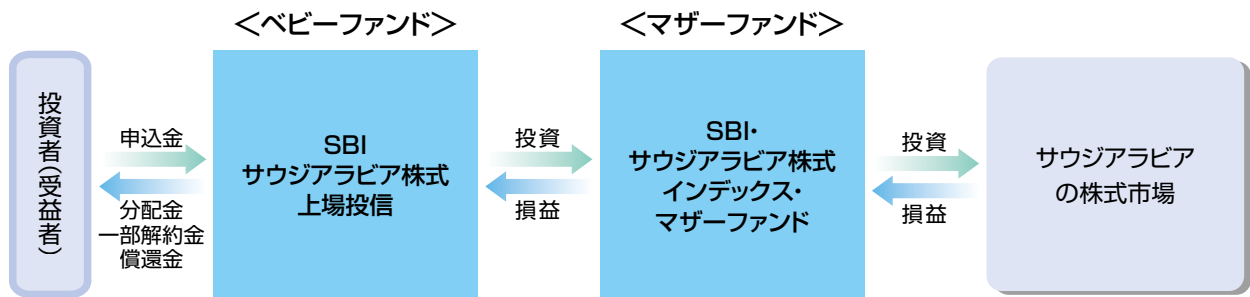 ＜ベビーファンド＞
＜マザーファンド＞
投資者（受益者）
申込金
分配金
一部解約金
償還金
SBI
サウジアラビア株式
上場投信
投資
損益
SBI・
サウジアラビア株式
インデックス・
マザーファンド
投資
損益
サウジアラビア
の株式市場